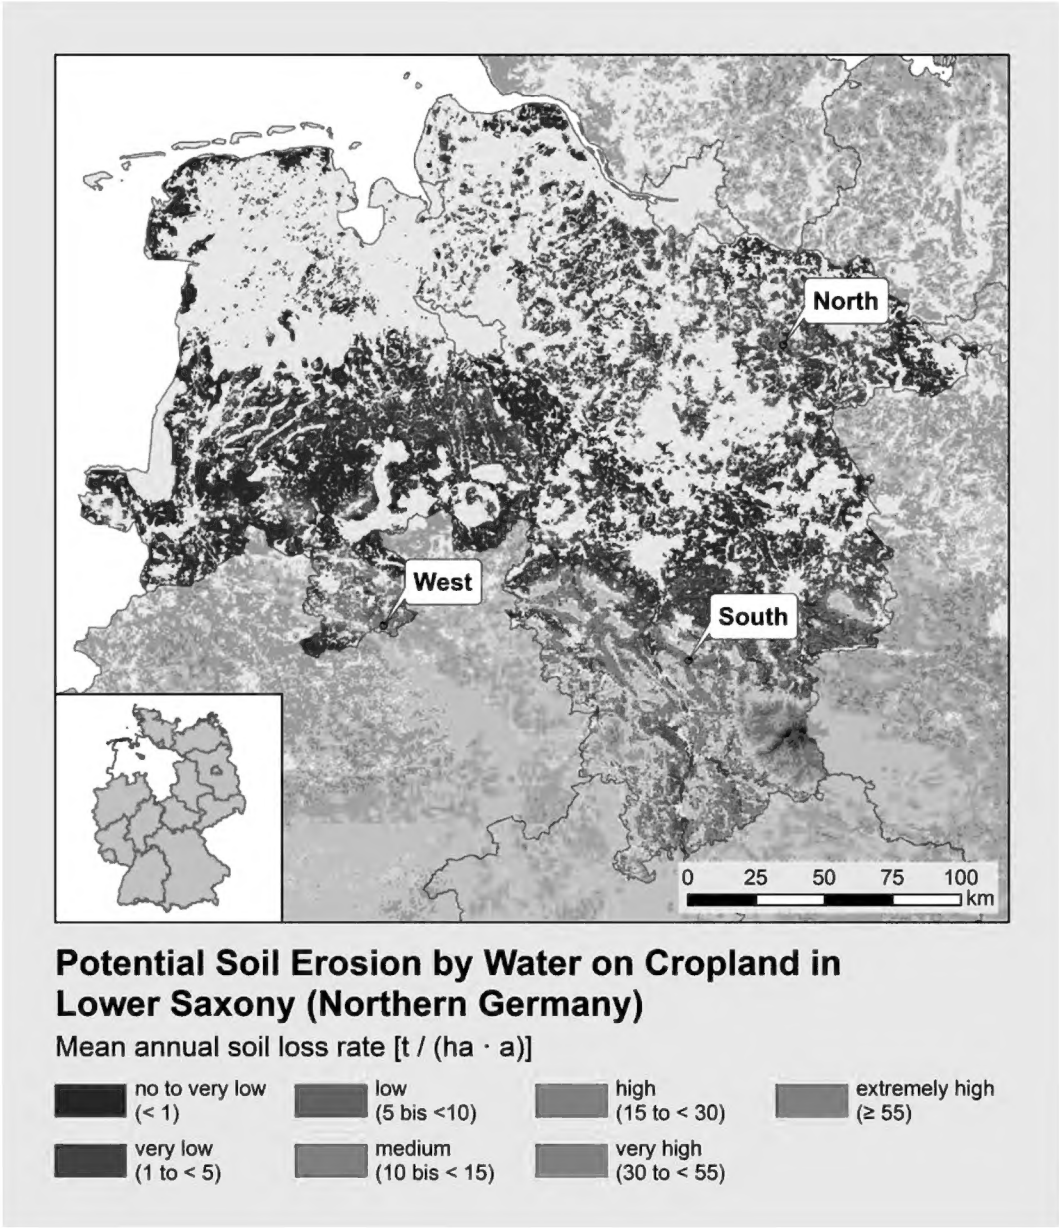 North
West
South
0 25 50 75 100
km
Potential Soil Erosion by Water on Cropland in
Lower Saxony (Northern Germany)
Mean annual soil loss rate [t / (ha · a)]
no to very low
(< 1)
low
(5 bis <10)
high
(15 to < 30)
extremely high
(≥ 55)
very low
(1 to < 5)
medium
(10 bis < 15)
very high
(30 to < 55)